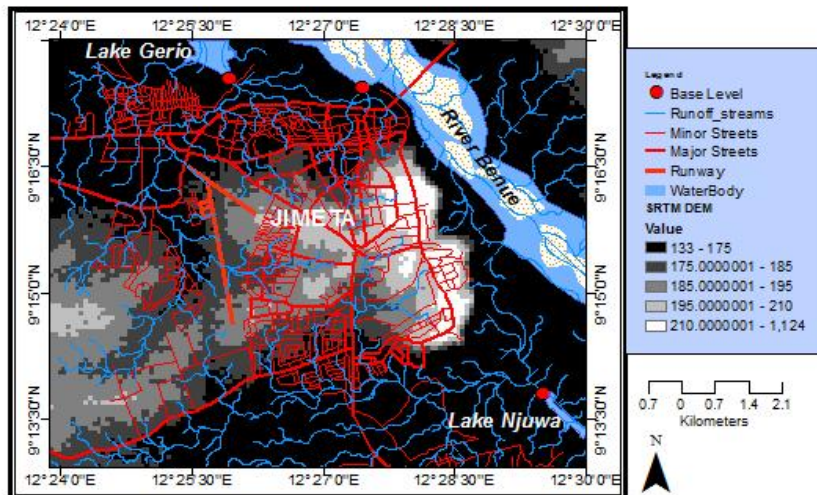 12°24'0"E 12°25'30"E 12°27'0"E 12°28'30"E 12°30'0"E
Lake Gerio
River Benue
9°16'30"N
9°16'30"N
JIMETA
9°15'0"N
9°15'0"N
9°13'30"N
9°13'30"N
Lake Njuwa
12°24'0"E 12°25'30"E 12°27'0"E 12°28'30"E 12°30'0"E
Legend
Base Level
Runoff_streams
Minor Streets
Major Streets
Runway
WaterBody
SRTM DEM
Value
133 - 175
175.0000001 - 185
185.0000001 - 195
195.0000001 - 210
210.0000001 - 1,124
0.7 0 0.7 1.4 2.1
Kilometers
N